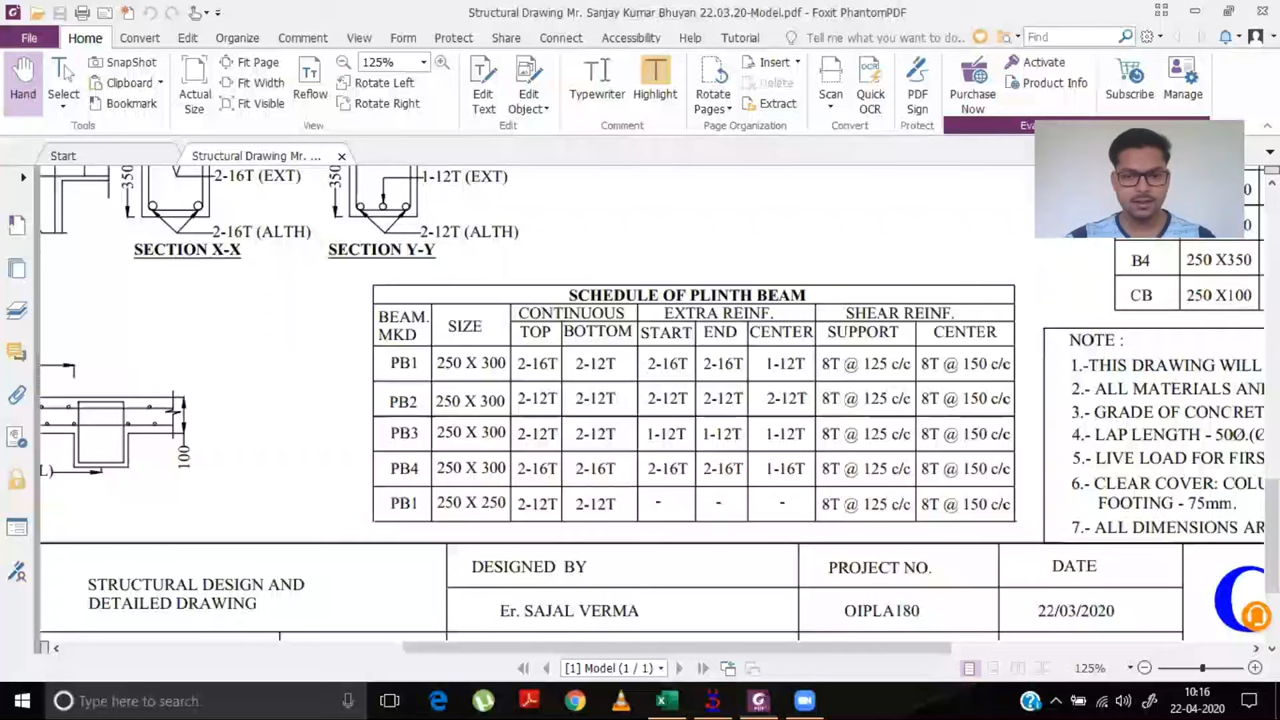 Structural Drawing Mr. Sanjay Kumar Bhuyan 22.03.20-Model.pdf - Foxit PhantomPDF
File Home Convert Edit Organize Comment View Form Protect Share Connect Accessibility Help Tutorial Tell me what you want to do.. Find
Hand
Select
SnapShot
Clipboard
Bookmark
Tools
Actual Size
Fit Page
Fit Width
Fit Visible
Reflow
125%
Rotate Left
Rotate Right
View
Edit Text
Edit Object
Edit
Typewriter
Highlight
Comment
Rotate Pages
Insert
Delete
Extract
Page Organization
Scan
Quick OCR
Convert
PDF Sign
Protect
Purchase Now
Activate
Product Info
Subscribe
Manage
Start
Structural Drawing Mr. ...
350
2-16T (EXT)
2-16T (ALTH)
SECTION X-X
350
1-12T (EXT)
2-12T (ALTH)
SECTION Y-Y
B4 250 X350
CB 250 X100
100
SCHEDULE OF PLINTH BEAM
BEAM. MKD SIZE CONTINUOUS EXTRA REINF. SHEAR REINF.
TOP BOTTOM START END CENTER SUPPORT CENTER
PB1 250 X 300 2-16T 2-12T 2-16T 2-16T 1-12T 8T @ 125 c/c 8T @ 150 c/c
PB2 250 X 300 2-12T 2-12T 2-12T 2-12T 2-12T 8T @ 125 c/c 8T @ 150 c/c
PB3 250 X 300 2-12T 2-12T 1-12T 1-12T 1-12T 8T @ 125 c/c 8T @ 150 c/c
PB4 250 X 300 2-16T 2-16T 2-16T 2-16T 1-16T 8T @ 125 c/c 8T @ 150 c/c
PB1 250 X 250 2-12T 2-12T - - - 8T @ 125 c/c 8T @ 150 c/c
NOTE :
1.-THIS DRAWING WILL
2.- ALL MATERIALS AN
3.- GRADE OF CONCRET
4.- LAP LENGTH - 50Ø.(
5.- LIVE LOAD FOR FIRS
6.- CLEAR COVER: COLU
FOOTING - 75mm.
7.- ALL DIMENSIONS AR
STRUCTURAL DESIGN AND
DETAILED DRAWING
DESIGNED BY
Er. SAJAL VERMA
PROJECT NO.
OIPLA180
DATE
22/03/2020
[1] Model (1 / 1)
125%
Type here to search
10:16
22-04-2020